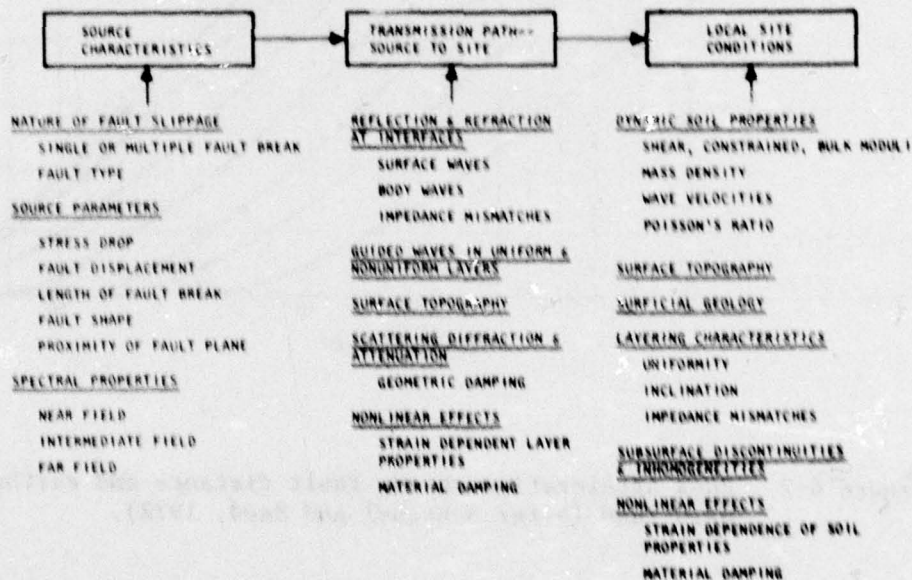 SOURCE
CHARACTERISTICS
TRANSMISSION PATH--
SOURCE TO SITE
LOCAL SITE
CONDITIONS
NATURE OF FAULT SLIPPAGE
SINGLE OR MULTIPLE FAULT BREAK
FAULT TYPE
SOURCE PARAMETERS
STRESS DROP
FAULT DISPLACEMENT
LENGTH OF FAULT BREAK
FAULT SHAPE
PROXIMITY OF FAULT PLANE
SPECTRAL PROPERTIES
NEAR FIELD
INTERMEDIATE FIELD
FAR FIELD
REFLECTION & REFRACTION
AT INTERFACES
SURFACE WAVES
BODY WAVES
IMPEDANCE MISMATCHES
GUIDED WAVES IN UNIFORM &
NONUNIFORM LAYERS
SURFACE TOPOGRAPHY
SCATTERING DIFFRACTION &
ATTENUATION
GEOMETRIC DAMPING
NONLINEAR EFFECTS
STRAIN DEPENDENT LAYER
PROPERTIES
MATERIAL DAMPING
DYNAMIC SOIL PROPERTIES
SHEAR, CONSTRAINED, BULK MODULI
MASS DENSITY
WAVE VELOCITIES
POISSON'S RATIO
SURFACE TOPOGRAPHY
SURFICIAL GEOLOGY
LAYERING CHARACTERISTICS
UNIFORMITY
INCLINATION
IMPEDANCE MISMATCHES
SUBSURFACE DISCONTINUITIES
& INHOMOGENEITIES
NONLINEAR EFFECTS
STRAIN DEPENDENCE OF SOIL
PROPERTIES
MATERIAL DAMPING